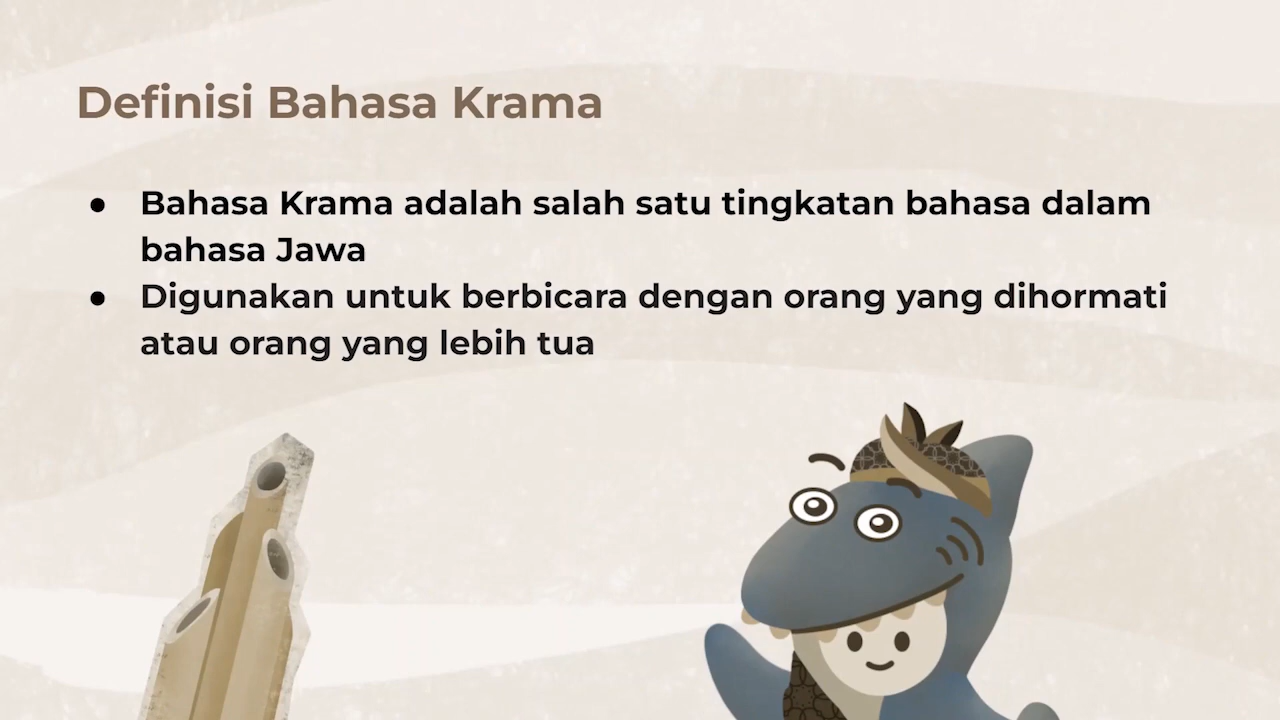 Definisi Bahasa Krama
● Bahasa Krama adalah salah satu tingkatan bahasa dalam
bahasa Jawa
● Digunakan untuk berbicara dengan orang yang dihormati
atau orang yang lebih tua